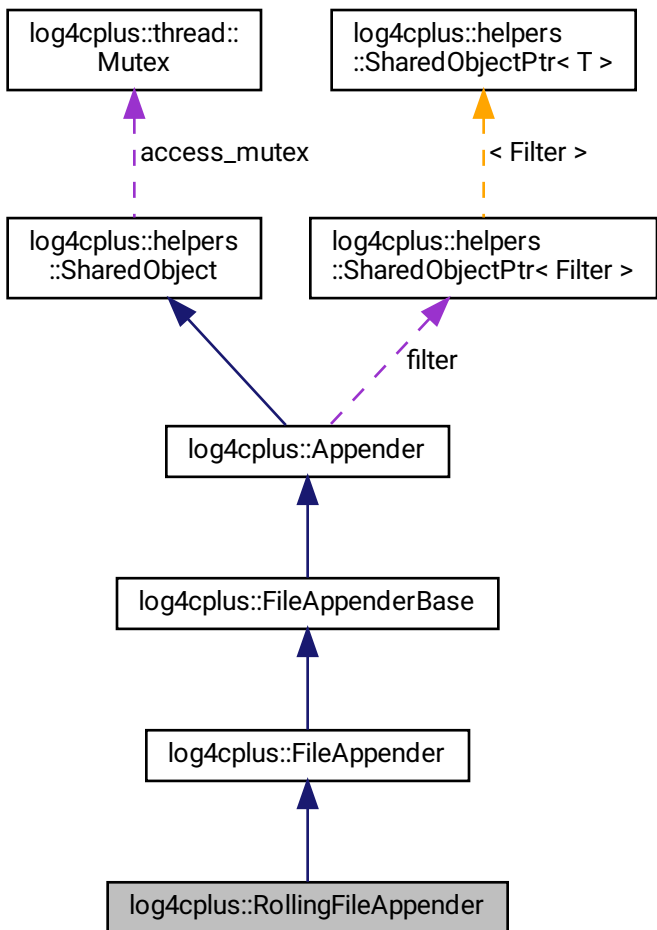 log4cplus::thread::
Mutex
log4cplus::helpers
::SharedObjectPtr< T >
access_mutex
< Filter >
log4cplus::helpers
::SharedObject
log4cplus::helpers
::SharedObjectPtr< Filter >
filter
log4cplus::Appender
log4cplus::FileAppenderBase
log4cplus::FileAppender
log4cplus::RollingFileAppender